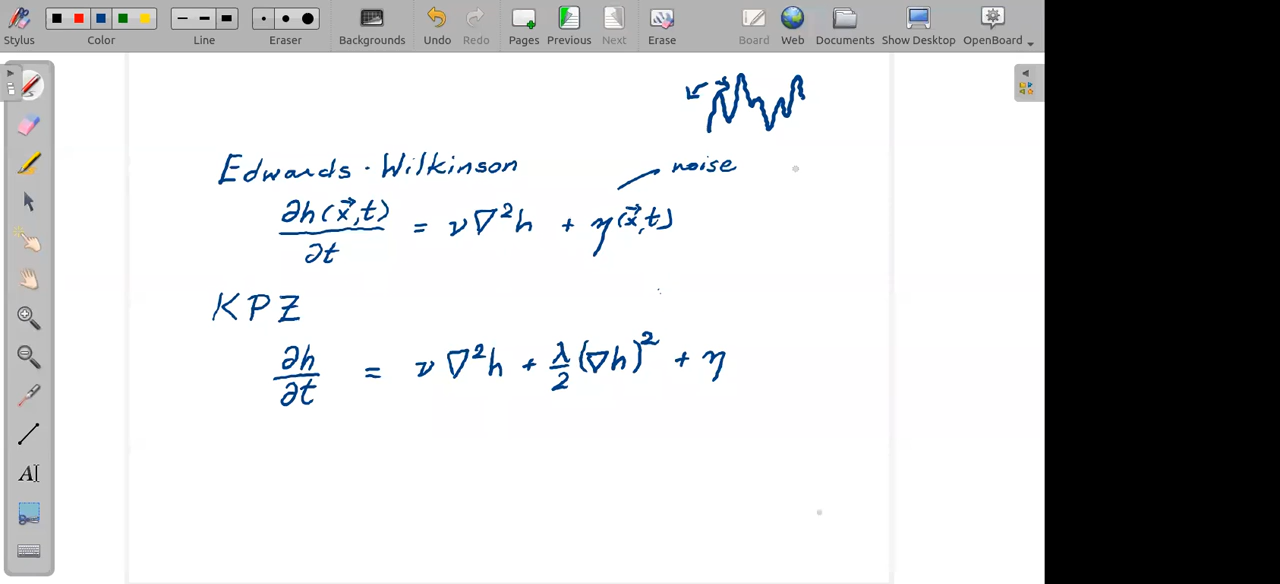 Stylus Color Line Eraser Backgrounds Undo Redo Pages Previous Next Erase Board Web Documents Show Desktop OpenBoard
Edwards - Wilkinson
noise
∂h(x⃗,t)/∂t = ν∇²h + η(x⃗,t)
KPZ
∂h/∂t = ν∇²h + λ/2 (∇h)² + η